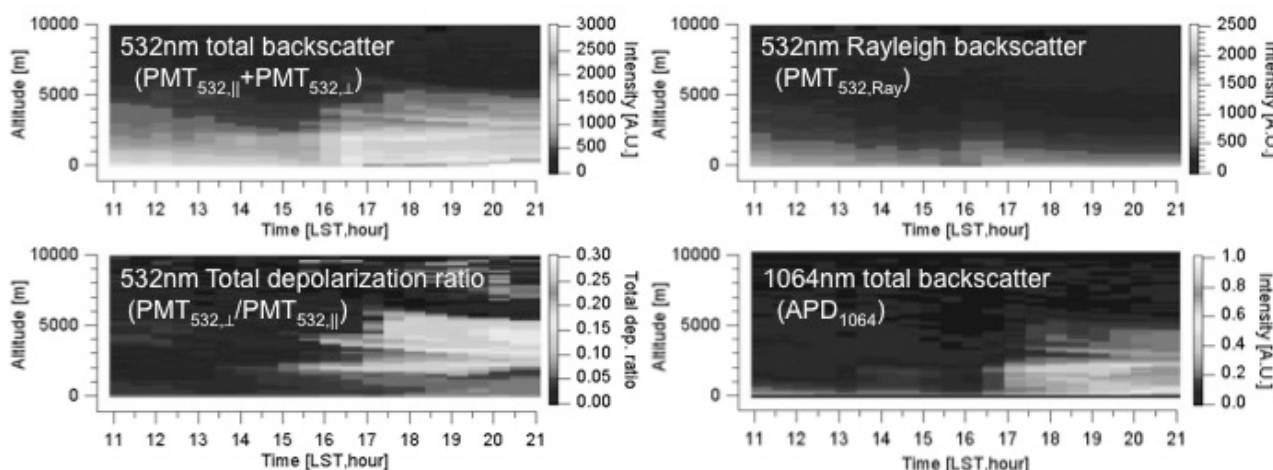 10000
5000
0
Altitude [m]
532nm total backscatter
(PMT532,||+PMT532,⊥)
3000
2500
2000
1500
1000
500
0
Intensity [A.U.]
11 12 13 14 15 16 17 18 19 20 21
Time [LST,hour]
10000
5000
0
Altitude [m]
532nm Rayleigh backscatter
(PMT532,Ray)
2500
2000
1500
1000
500
0
Intensity [A.U.]
11 12 13 14 15 16 17 18 19 20 21
Time [LST,hour]
10000
5000
0
Altitude [m]
532nm Total depolarization ratio
(PMT532,⊥/PMT532,||)
0.30
0.25
0.20
0.15
0.10
0.05
0.00
Total dep. ratio
11 12 13 14 15 16 17 18 19 20 21
Time [LST,hour]
10000
5000
0
Altitude [m]
1064nm total backscatter
(APD1064)
1.0
0.8
0.6
0.4
0.2
0.0
Intensity [A.U.]
11 12 13 14 15 16 17 18 19 20 21
Time [LST,hour]